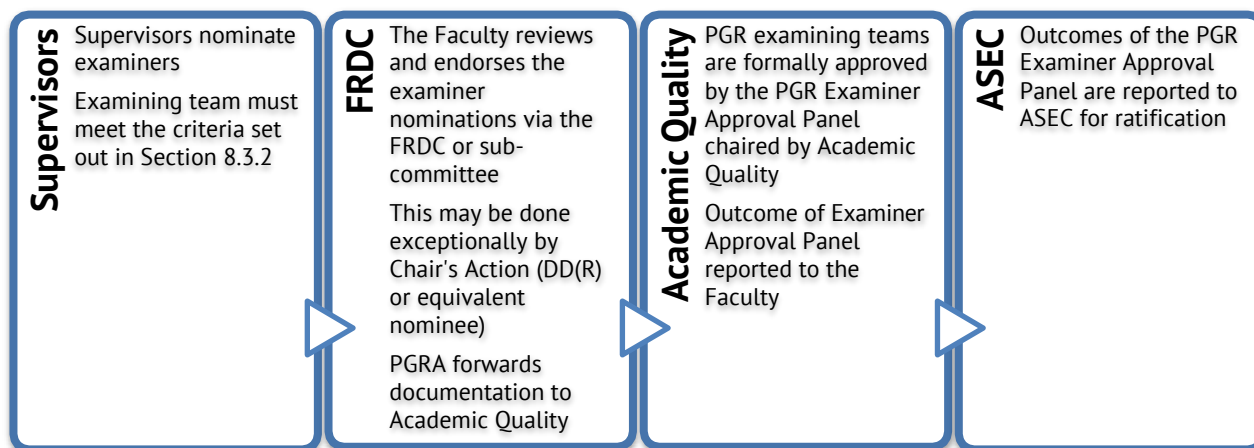 Supervisors
Supervisors nominate
examiners
Examining team must
meet the criteria set
out in Section 8.3.2
FRDC
The Faculty reviews
and endorses the
examiner
nominations via the
FRDC or sub-
committee
This may be done
exceptionally by
Chair's Action (DD(R)
or equivalent
nominee)
PGRA forwards
documentation to
Academic Quality
Academic Quality
PGR examining teams
are formally approved
by the PGR Examiner
Approval Panel
chaired by Academic
Quality
Outcome of Examiner
Approval Panel
reported to the
Faculty
ASEC
Outcomes of the PGR
Examiner Approval
Panel are reported to
ASEC for ratification